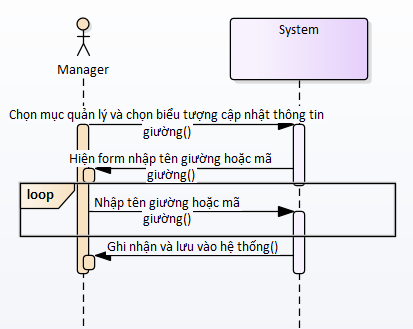 System
Manager
Chọn mục quản lý và chọn biểu tượng cập nhật thông tin
giường()
Hiện form nhập tên giường hoặc mã
giường()
loop
Nhập tên giường hoặc mã
giường()
Ghi nhận và lưu vào hệ thống()